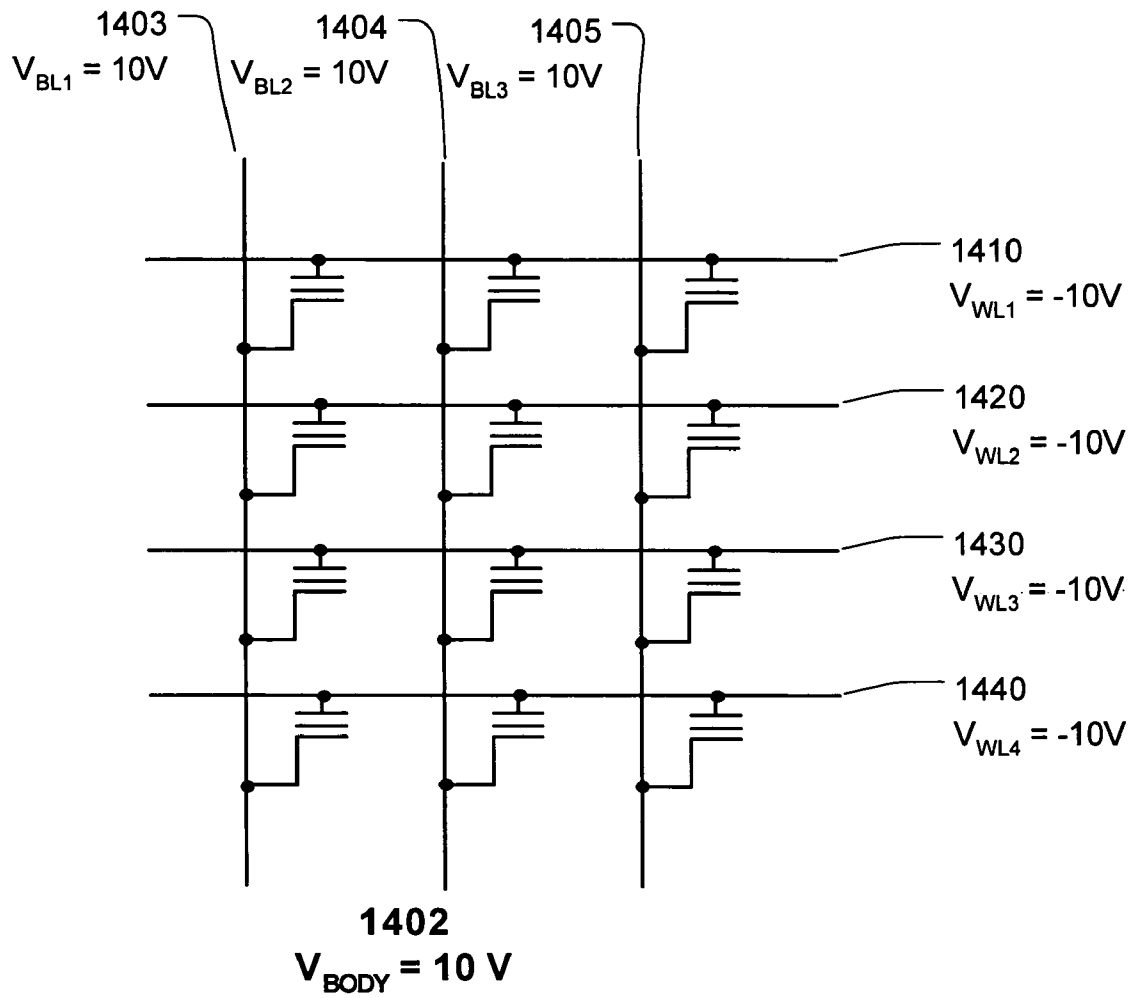 1403
V_BL1 = 10V
1404
V_BL2 = 10V
1405
V_BL3 = 10V
1410
V_WL1 = -10V
1420
V_WL2 = -10V
1430
V_WL3 = -10V
1440
V_WL4 = -10V
1402
V_BODY = 10 V